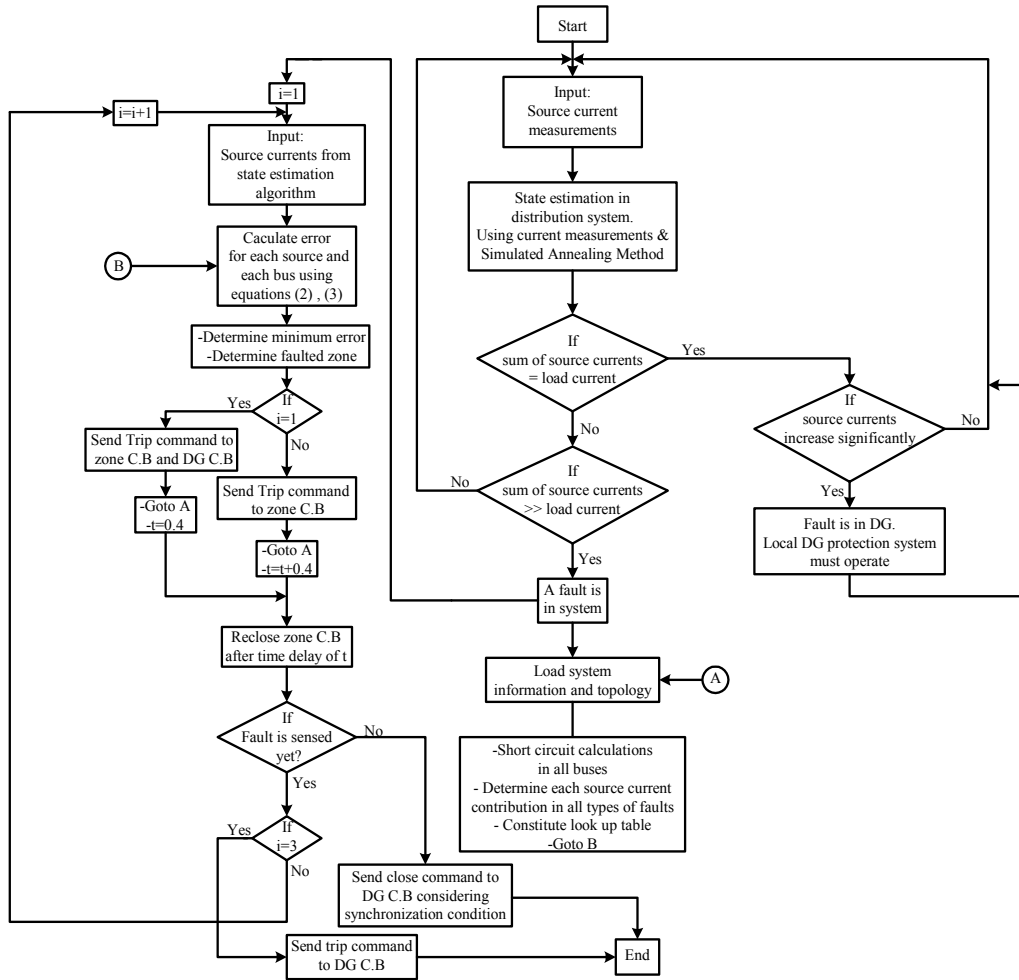 Start
Input:
Source current
measurements
State estimation in
distribution system.
Using current measurements &
Simulated Annealing Method
If
sum of source currents
= load current
Yes
No
If
source currents
increase significantly
No
Yes
Fault is in DG.
Local DG protection system
must operate
If
sum of source currents
>> load current
No
Yes
A fault is
in system
Load system
information and topology
A
-Short circuit calculations
in all buses
- Determine each source current
contribution in all types of faults
- Constitute look up table
-Goto B
i=1
i=i+1
Input:
Source currents from
state estimation
algorithm
B
Caculate error
for each source and
each bus using
equations (2) , (3)
-Determine minimum error
-Determine faulted zone
If
i=1
Yes
No
Send Trip command to
zone C.B and DG C.B
-Goto A
-t=0.4
Send Trip command
to zone C.B
-Goto A
-t=t+0.4
Reclose zone C.B
after time delay of t
If
Fault is sensed
yet?
No
Yes
If
i=3
Yes
No
Send close command to
DG C.B considering
synchronization condition
Send trip command
to DG C.B
End